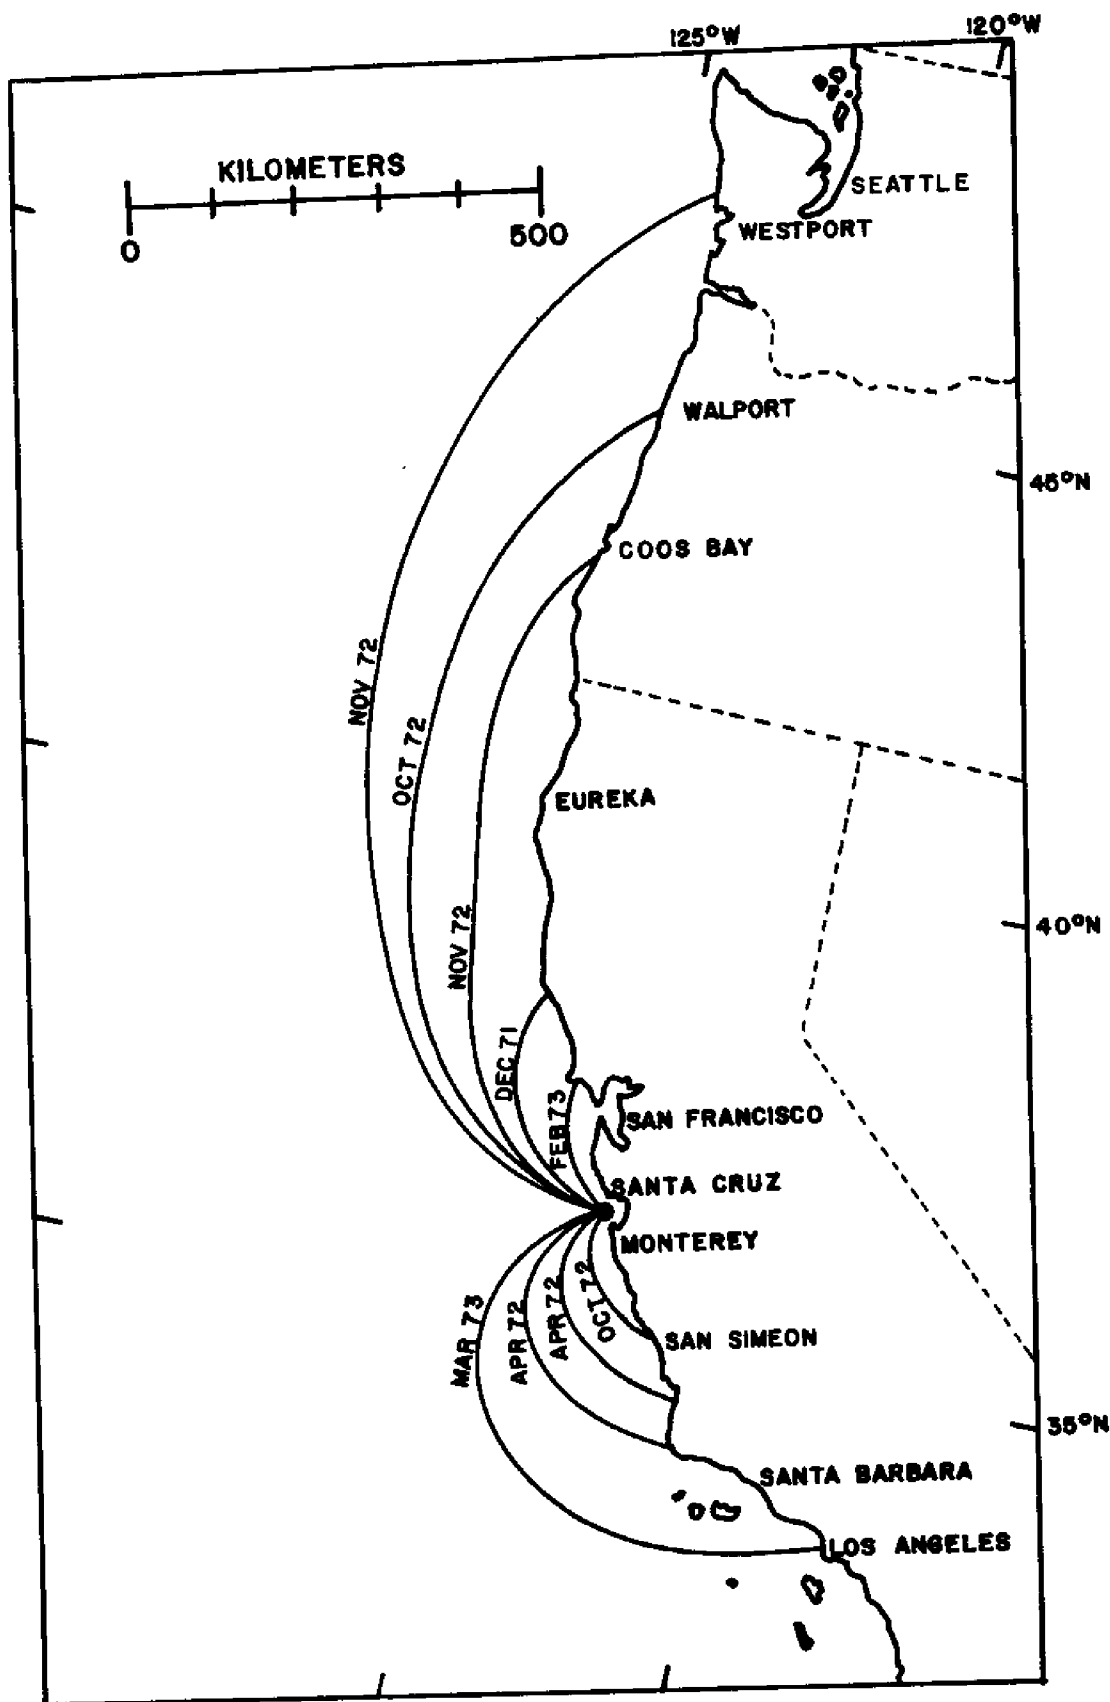 125°W
120°W
KILOMETERS
0
500
SEATTLE
WESTPORT
WALPORT
45°N
COOS BAY
NOV 72
OCT 72
EUREKA
NOV 72
40°N
DEC 71
FEB 73
SAN FRANCISCO
SANTA CRUZ
MONTEREY
MAR 73
APR 72
APR 72
OCT 72
SAN SIMEON
35°N
SANTA BARBARA
LOS ANGELES